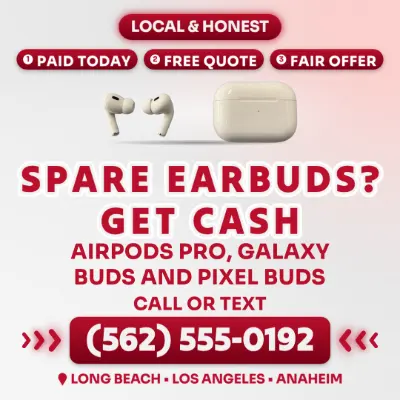 LOCAL & HONEST
1 PAID TODAY 2 FREE QUOTE 3 FAIR OFFER
SPARE EARBUDS?
GET CASH
AIRPODS PRO, GALAXY
BUDS AND PIXEL BUDS
CALL OR TEXT
(562) 555-0192
LONG BEACH • LOS ANGELES • ANAHEIM